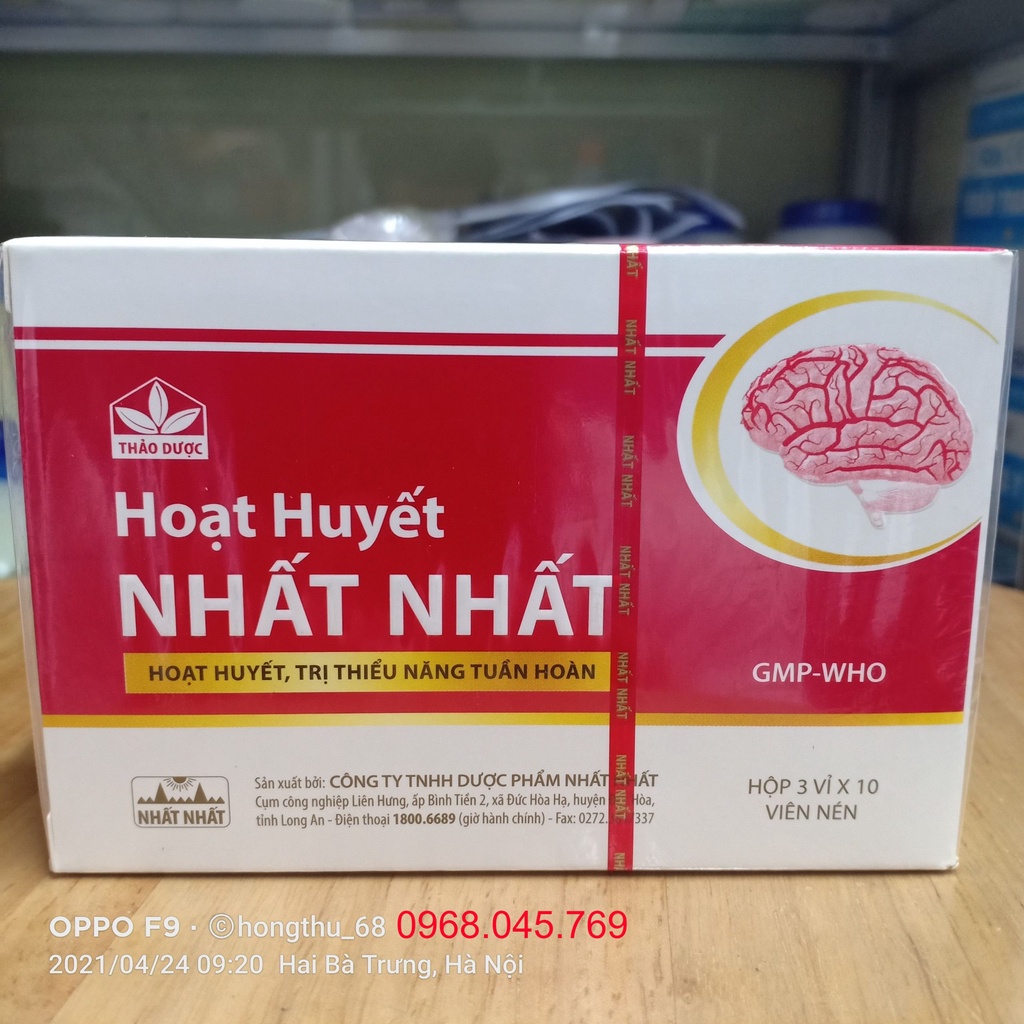 THẢO DƯỢC
Hoạt Huyết
NHẤT NHẤT
HOẠT HUYẾT, TRỊ THIỂU NĂNG TUẦN HOÀN
GMP-WHO
NHẤT NHẤT
Sản xuất bởi: CÔNG TY TNHH DƯỢC PHẨM NHẤT NHẤT
Cụm công nghiệp Liên Hưng, ấp Bình Tiền 2, xã Đức Hòa Hạ, huyện Hòa,
tỉnh Long An - Điện thoại 1800.6689 (giờ hành chính) - Fax: 0272. 337
HỘP 3 VỈ X 10
VIÊN NÉN
NHẤT
NHẤT NHẤT
NHẤT NHẤT
NHẤT NHẤT
NHẤT NHẤT
NHẤT NHẤT
OPPO F9 · ©hongthu_68 0968.045.769
2021/04/24 09:20 Hai Bà Trưng, Hà Nội